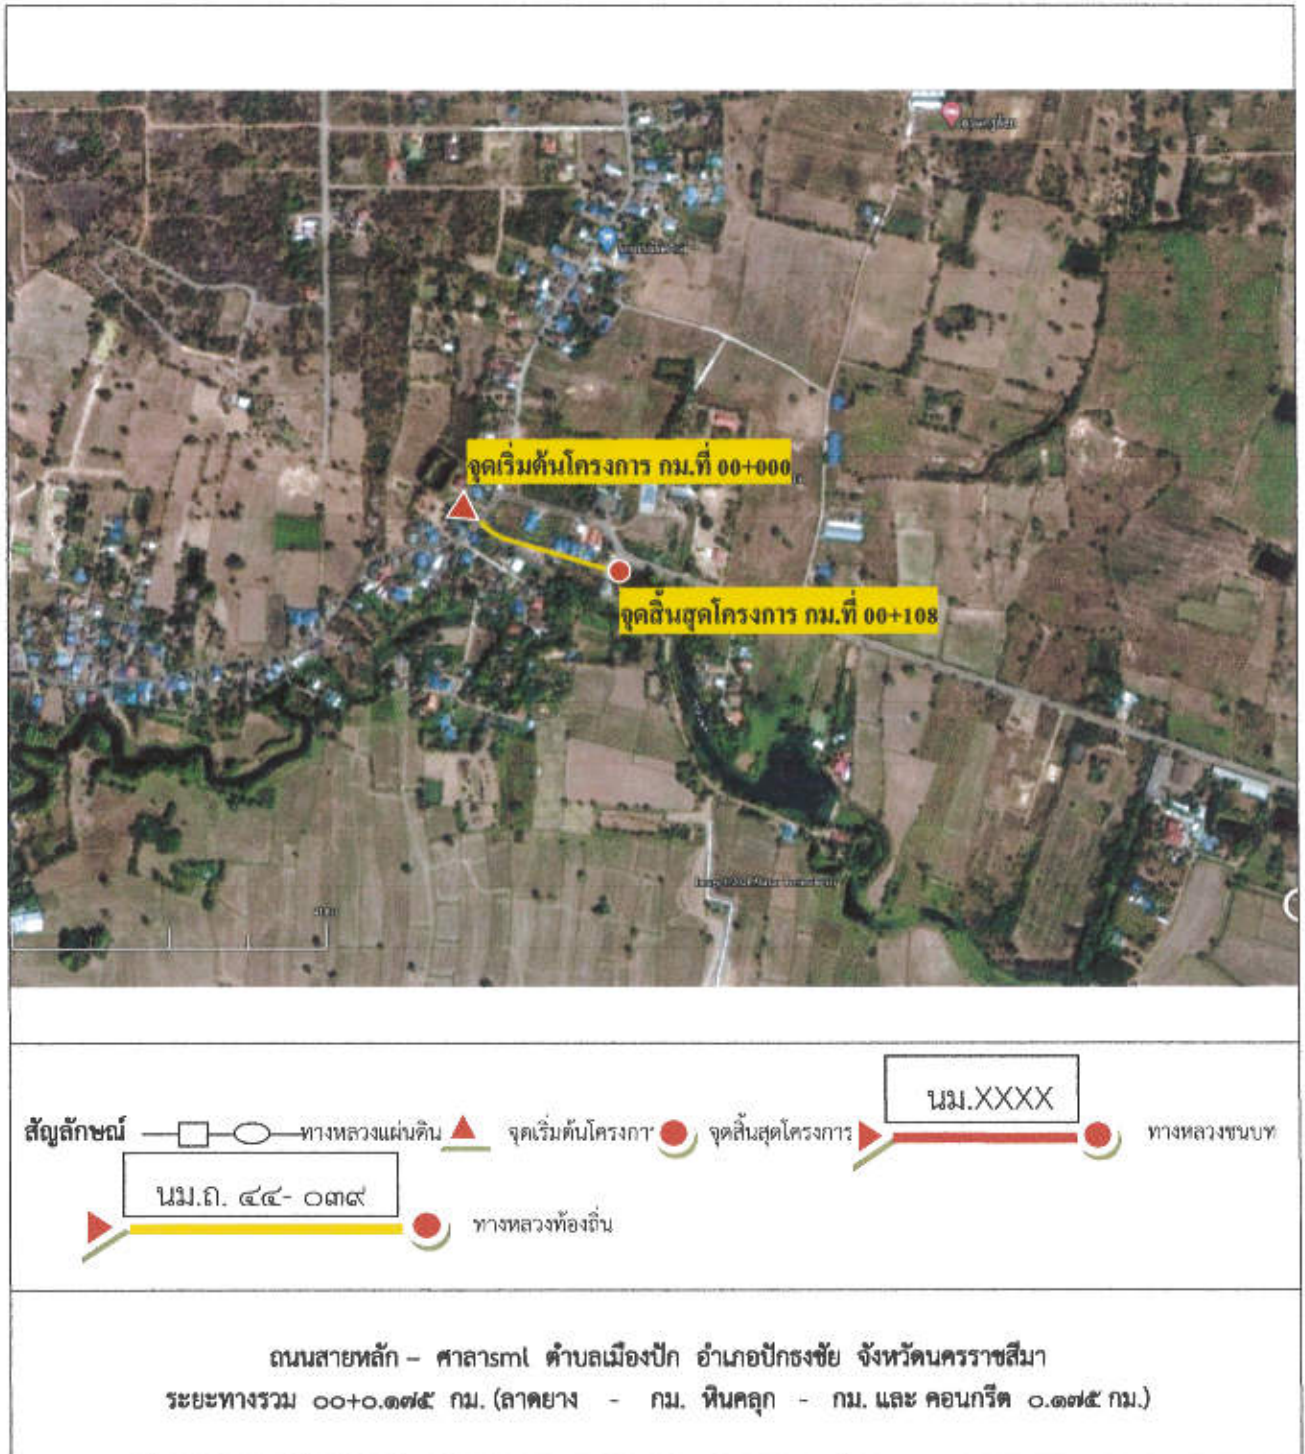 จุดเริ่มต้นโครงการ กม.ที่ 00+000
จุดสิ้นสุดโครงการ กม.ที่ 00+108
นม.XXXX
สัญลักษณ์ ทางหลวงแผ่นดิน จุดเริ่มต้นโครงการ จุดสิ้นสุดโครงการ ทางหลวงชนบท
นม.ถ. ๔๔- ๐๓๙
ทางหลวงท้องถิ่น
ถนนสายหลัก – ศาลาsml ตำบลเมืองปัก อำเภอปักธงชัย จังหวัดนครราชสีมา
ระยะทางรวม ๐๐+๐.๑๗๕ กม. (ลาดยาง - กม. หินคลุก - กม. และ คอนกรีต ๐.๑๗๕ กม.)